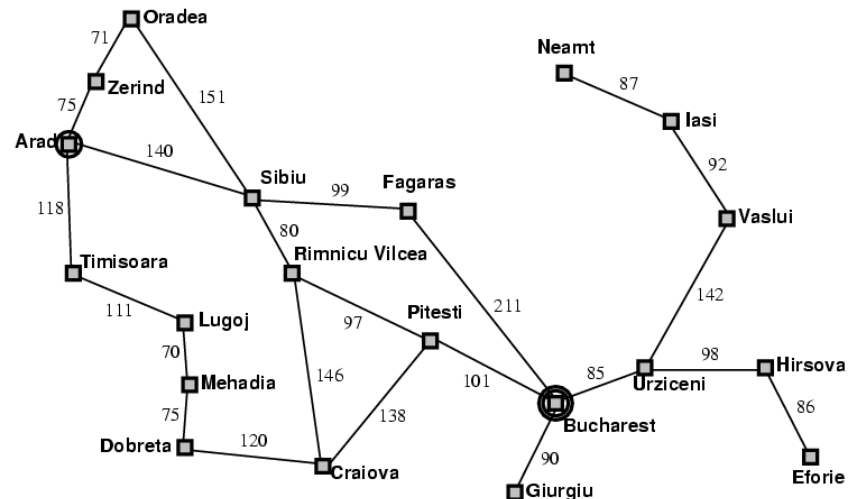 Oradea
71
Neamt
87
Zerind
75
151
Iasi
Arad
140
92
Sibiu
99
Fagaras
118
80
Vaslui
Timisoara
Rimnicu Vilcea
111
Lugoj
97
Pitesti
211
142
70
Mehadia
146
101
85
98
Hirsova
Urziceni
75
138
86
Dobreta
120
Bucharest
Craiova
90
Eforie
Giurgiu